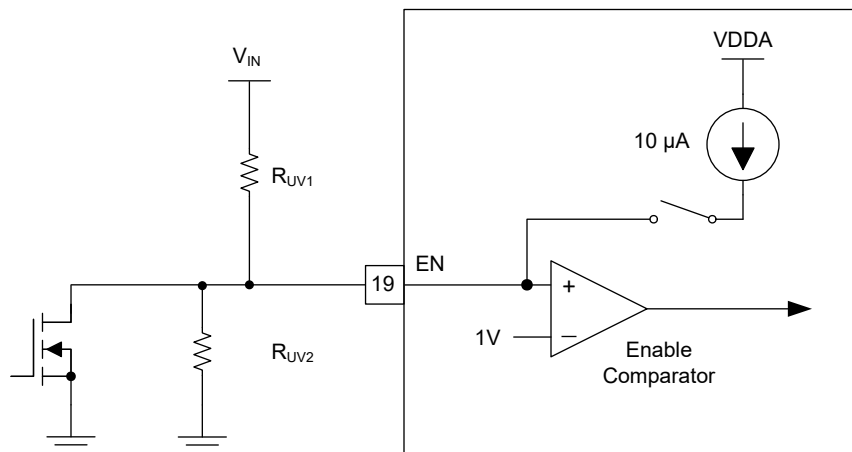 VDDA
V_IN
10 µA
R_UV1
EN
19
1V
+
−
R_UV2
Enable
Comparator